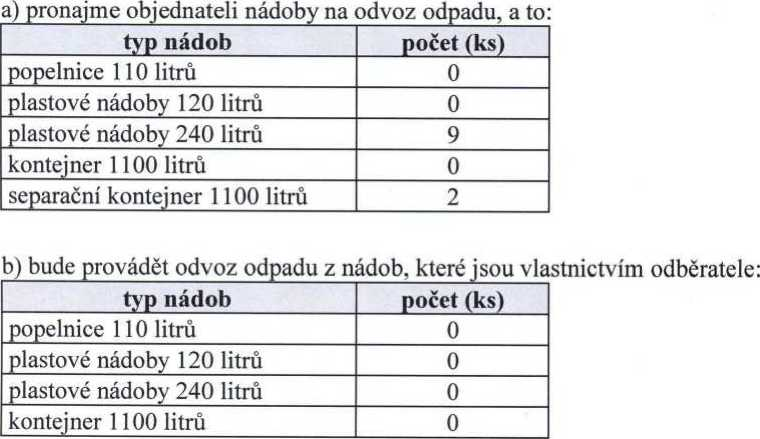 a) pronajme objednateli nádoby na odvoz odpadu, a to:
typ nádob počet (ks)
popelnice 110 litrů 0
plastové nádoby 120 litrů 0
plastové nádoby 240 litrů 9
kontejner 1100 litrů 0
separační kontejner 1100 litrů 2
b) bude provádět odvoz odpadu z nádob, které jsou vlastnictvím odběratele:
typ nádob počet (ks)
popelnice 110 litrů 0
plastové nádoby 120 litrů 0
plastové nádoby 240 litrů 0
kontejner 1100 litrů 0